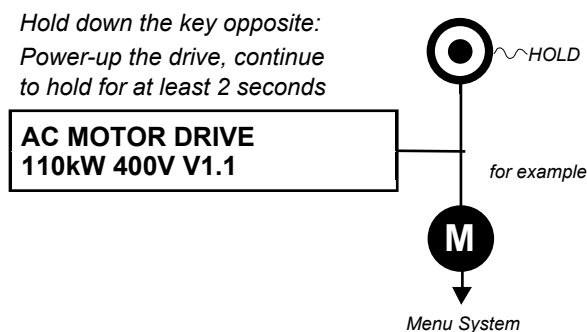 Hold down the key opposite:
Power-up the drive, continue
to hold for at least 2 seconds
HOLD
AC MOTOR DRIVE
110kW 400V V1.1
for example
M
Menu System